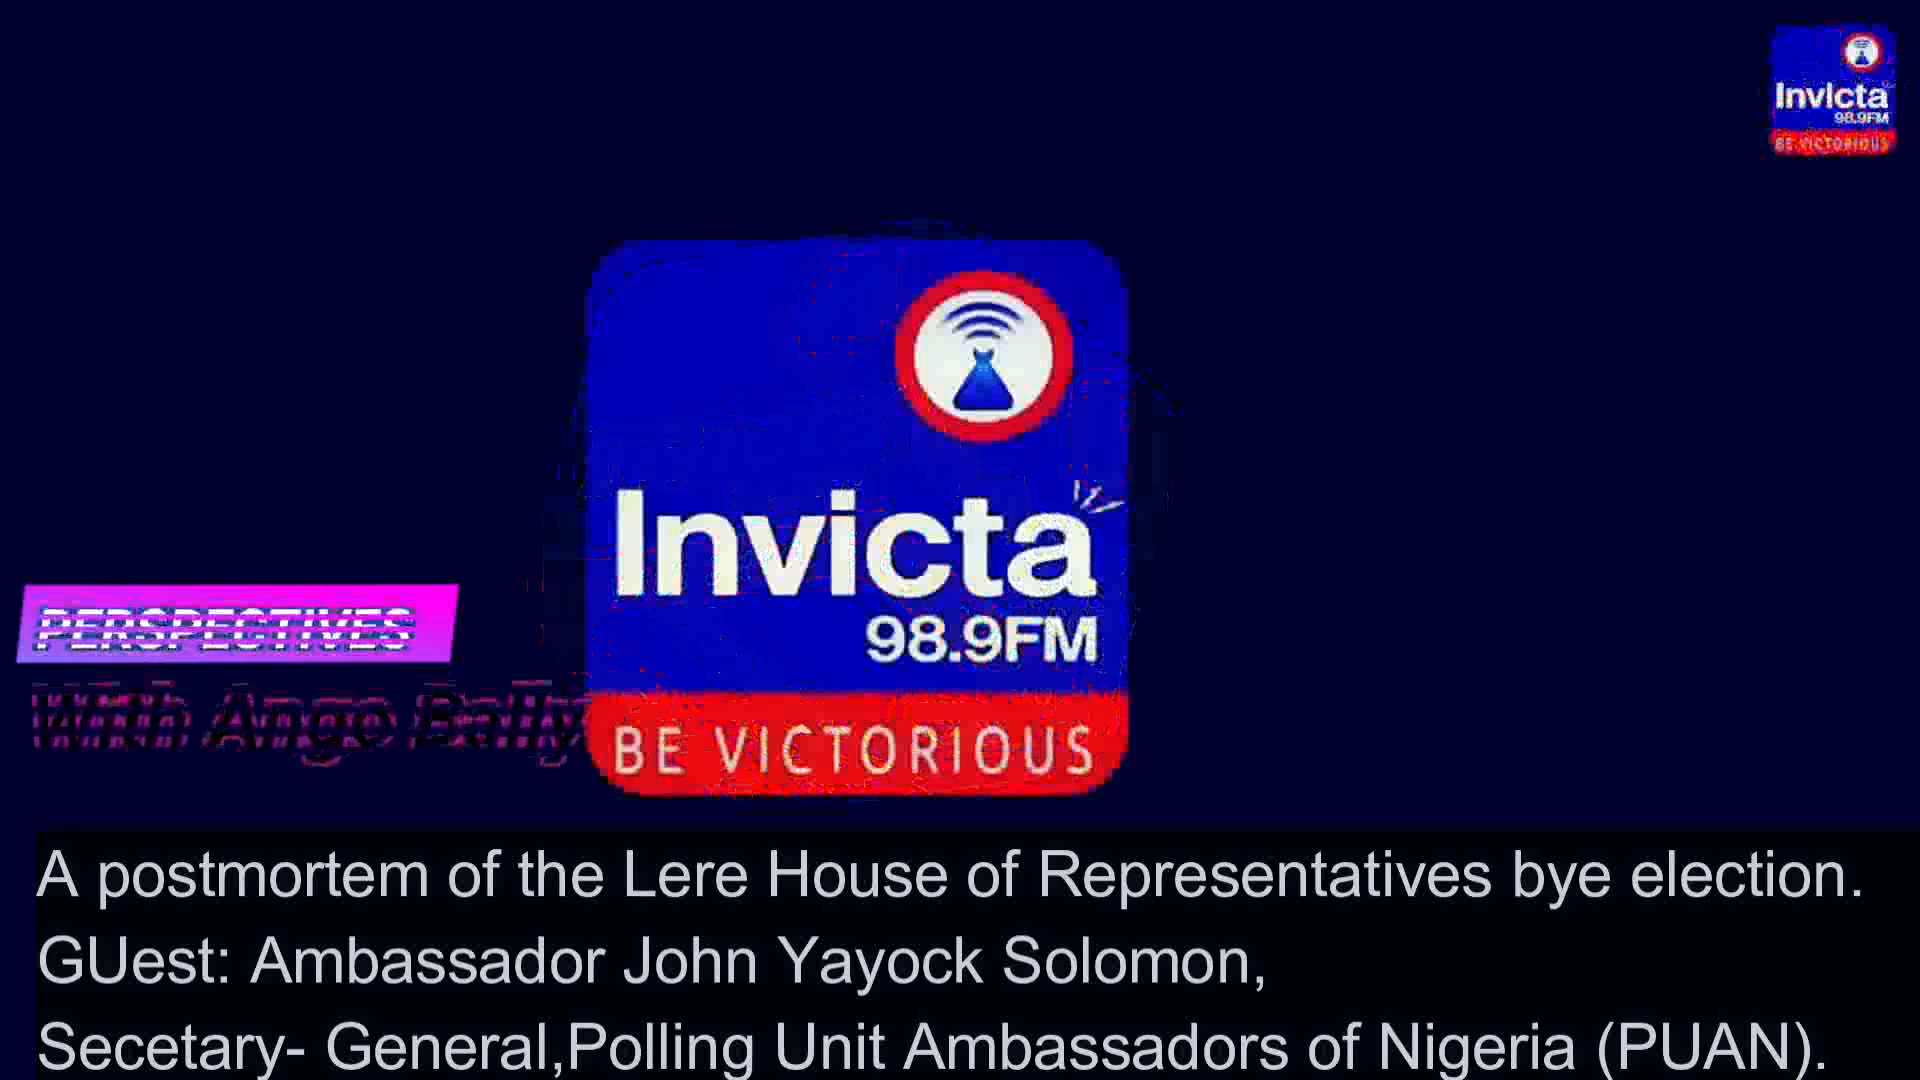 Invicta
98.9FM
BE VICTORIOUS
Invicta
98.9FM
BE VICTORIOUS
PERSPECTIVES
With Ango Bally
A postmortem of the Lere House of Representatives bye election.
GUest: Ambassador John Yayock Solomon,
Secetary- General,Polling Unit Ambassadors of Nigeria (PUAN).